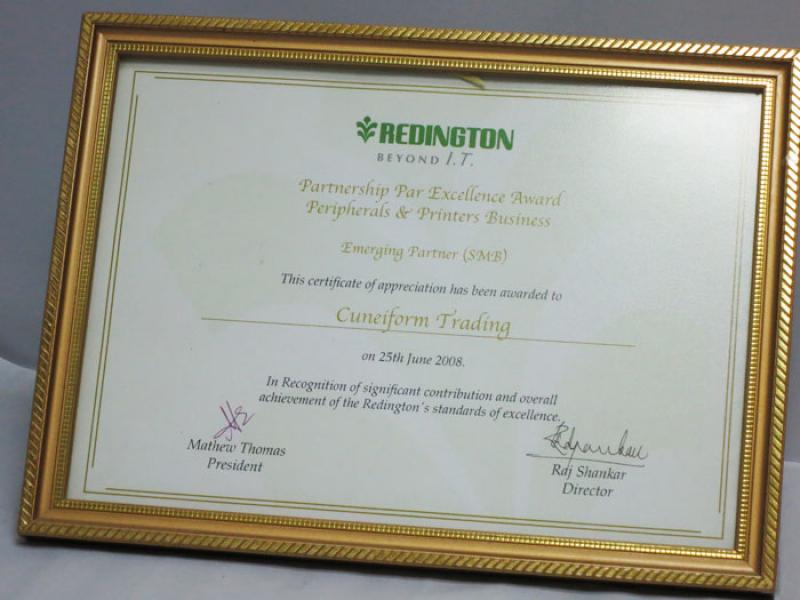 REDINGTON
BEYOND I.T.
Partnership Par Excellence Award
Peripherals & Printers Business
Emerging Partner (SMB)
This certificate of appreciation has been awarded to
Cuneiform Trading
on 25th June 2008.
In Recognition of significant contribution and overall
achievement of the Redington's standards of excellence.
Mathew Thomas
President
Raj Shankar
Director